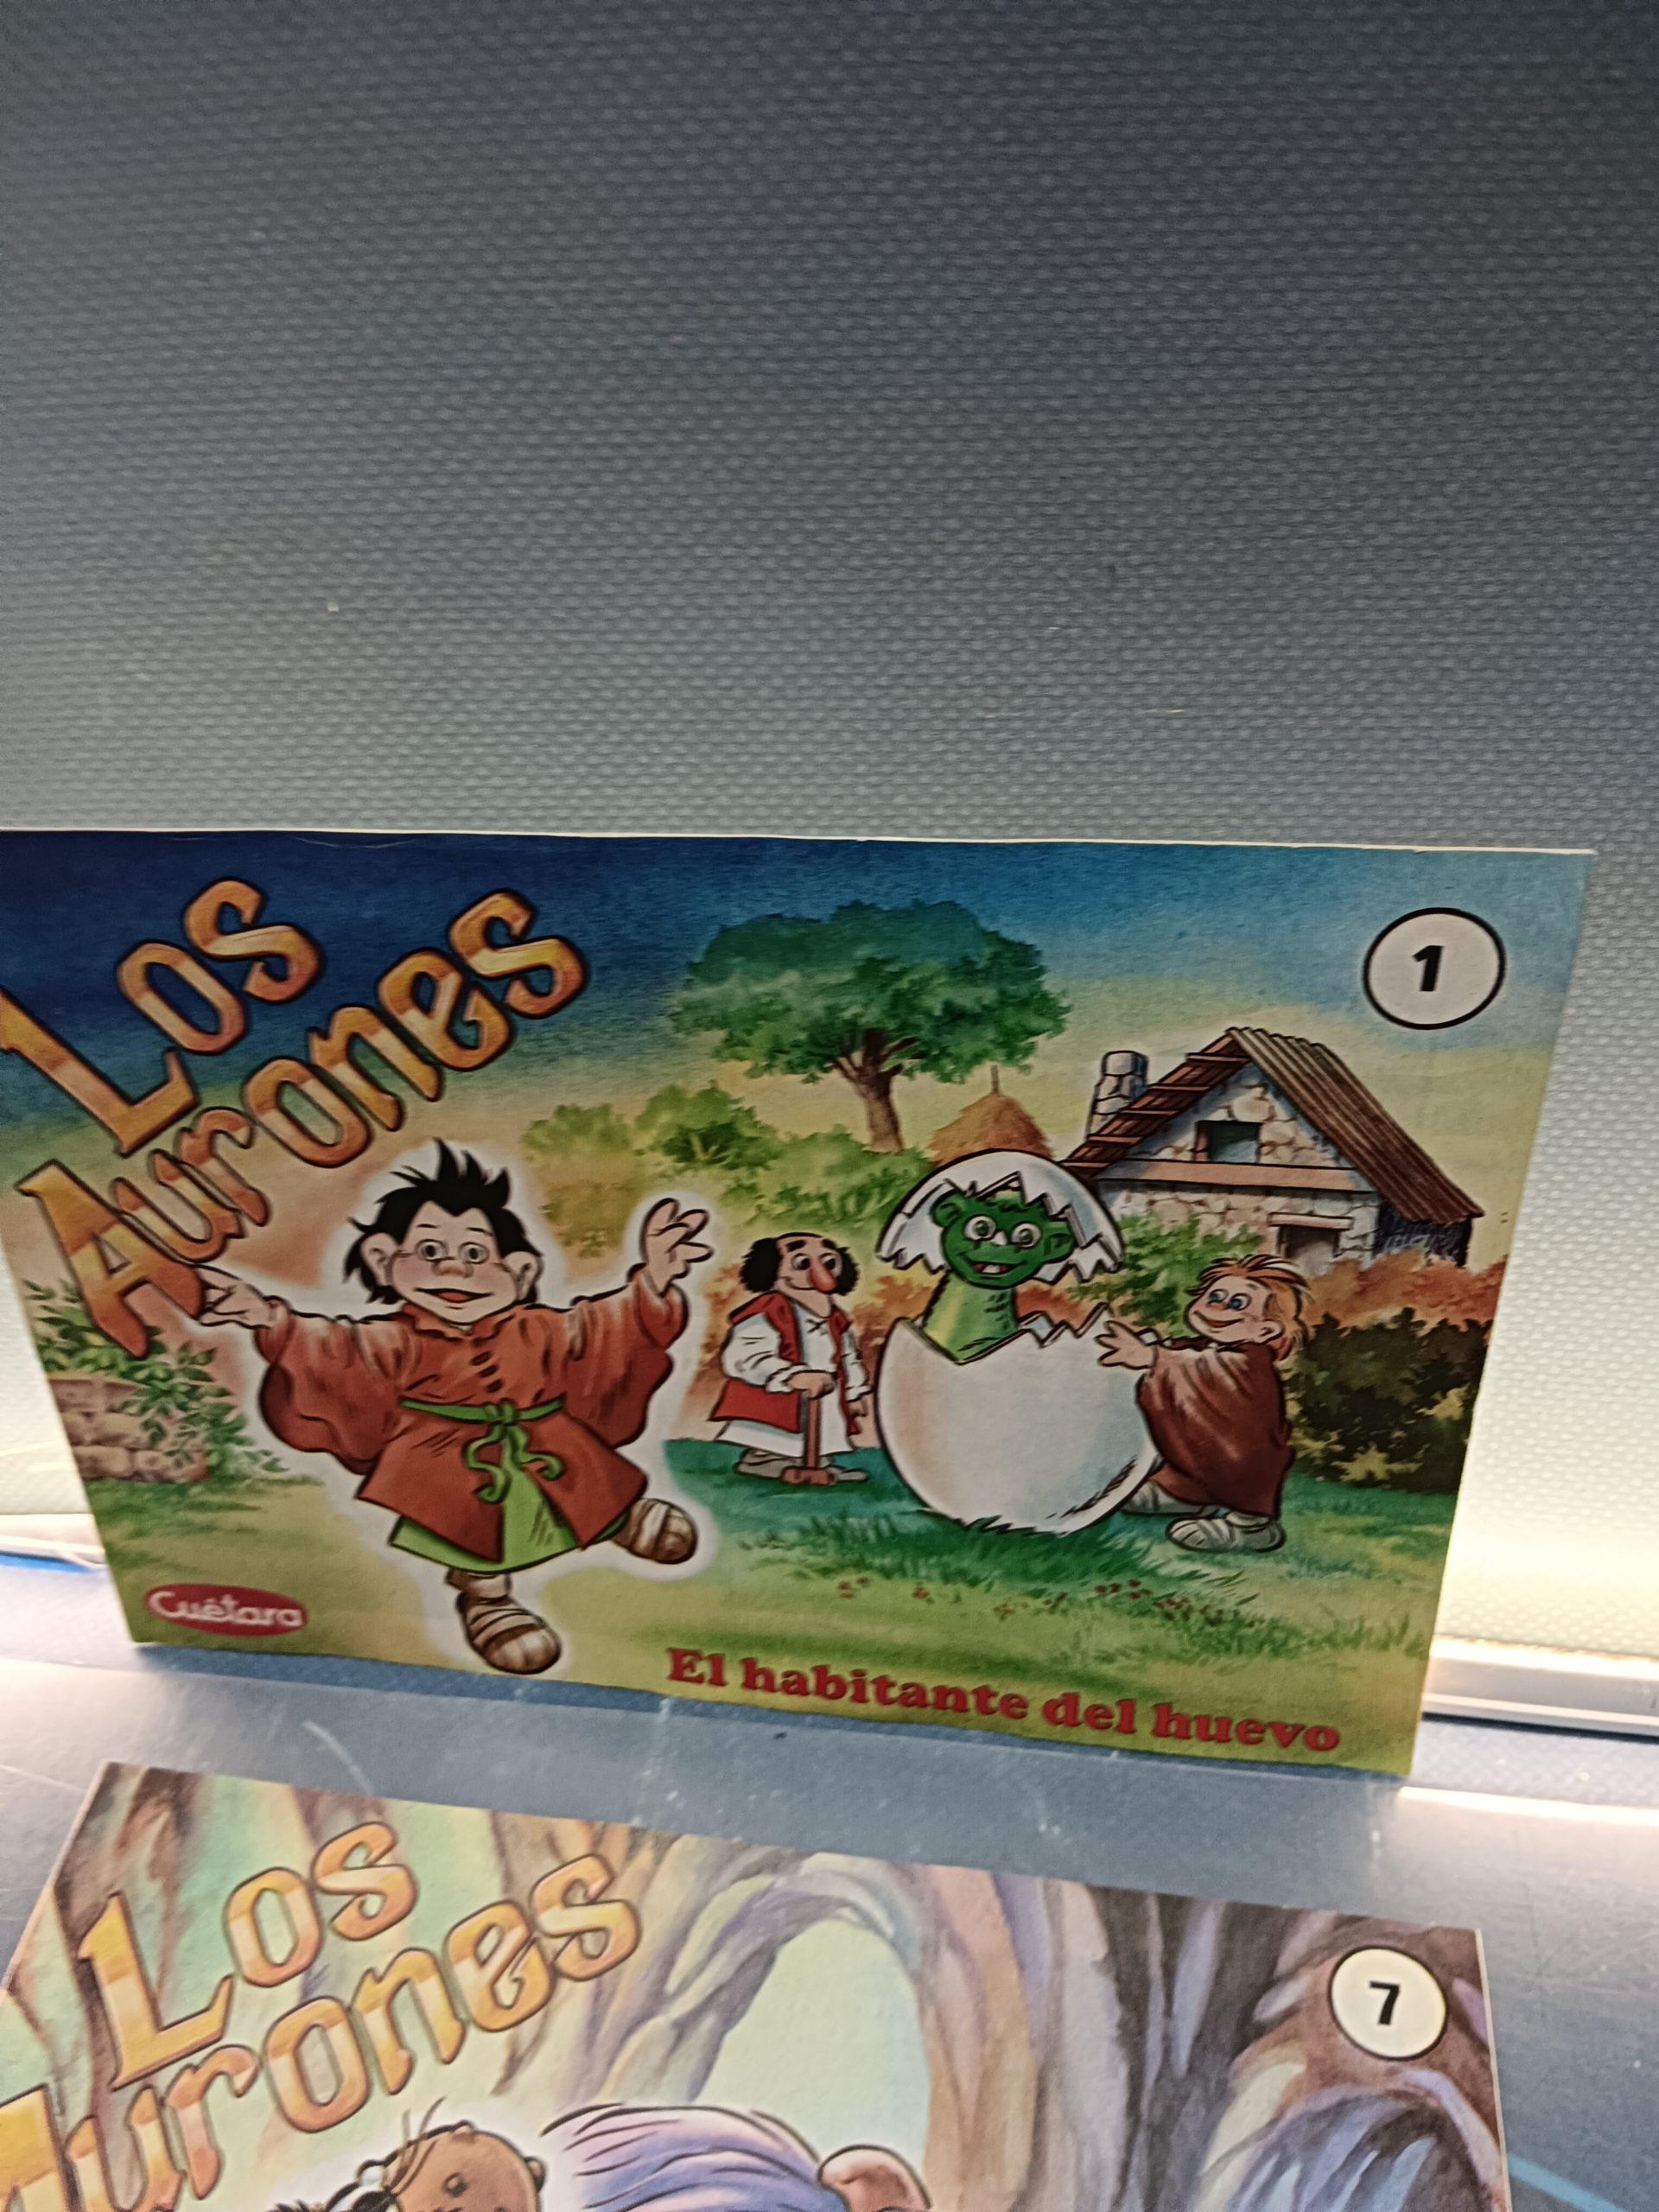 Los
Aurones
1
Cuétara
El habitante del huevo
Los
Aurones
7